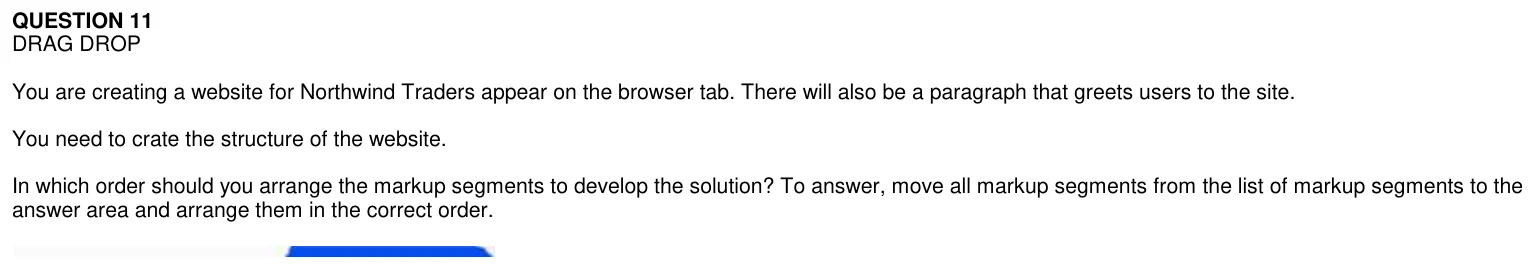 QUESTION 11
DRAG DROP
You are creating a website for Northwind Traders appear on the browser tab. There will also be a paragraph that greets users to the site.
You need to crate the structure of the website.
In which order should you arrange the markup segments to develop the solution? To answer, move all markup segments from the list of markup segments to the
answer area and arrange them in the correct order.